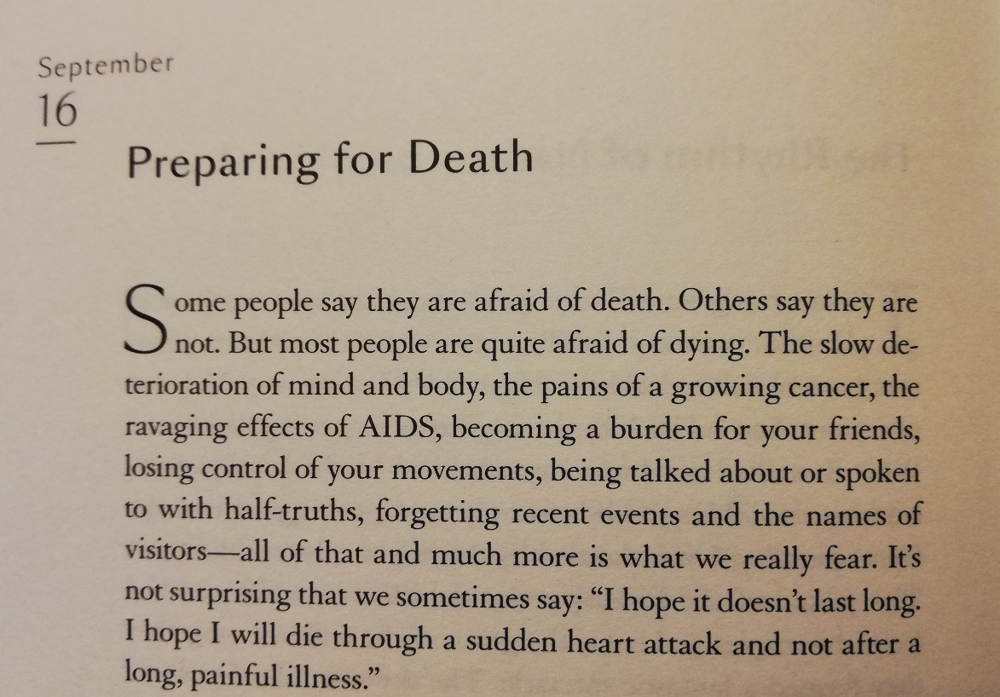 September
16
Preparing for Death
Some people say they are afraid of death. Others say they are
not. But most people are quite afraid of dying. The slow de-
terioration of mind and body, the pains of a growing cancer, the
ravaging effects of AIDS, becoming a burden for your friends,
losing control of your movements, being talked about or spoken
to with half-truths, forgetting recent events and the names of
visitors—all of that and much more is what we really fear. It’s
not surprising that we sometimes say: “I hope it doesn’t last long.
I hope I will die through a sudden heart attack and not after a
long, painful illness.”